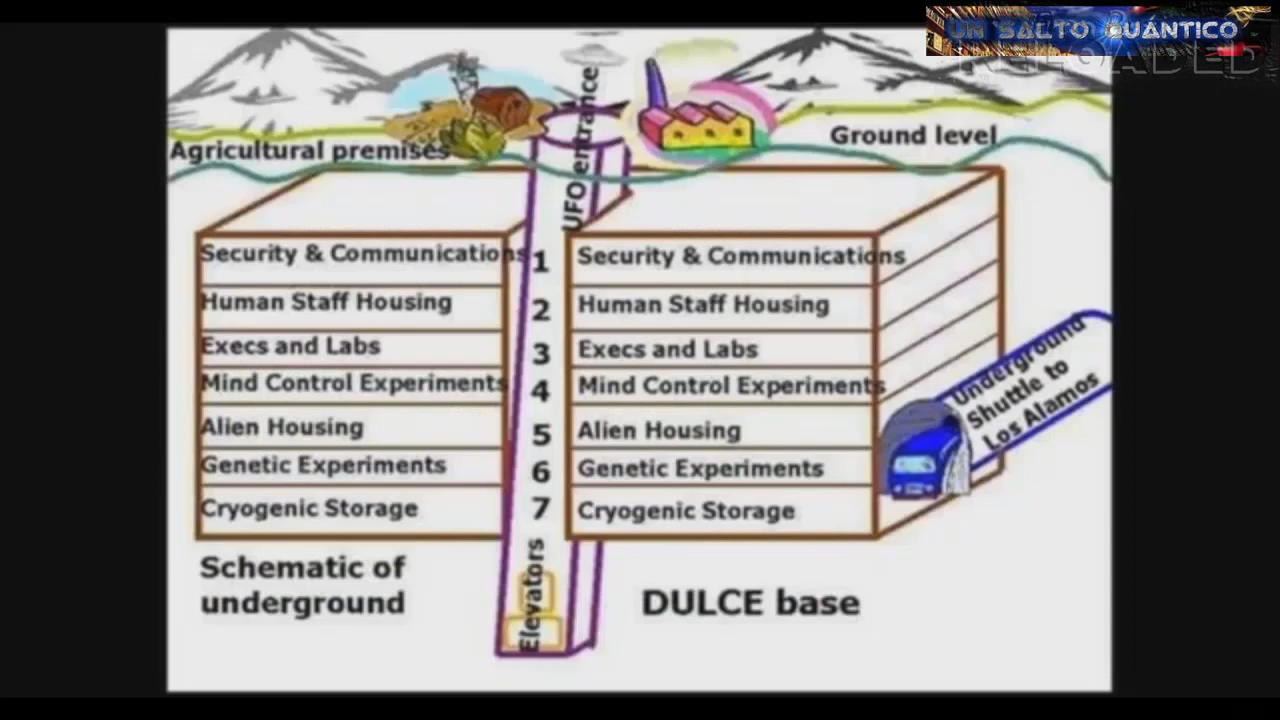 UN SALTO CUÁNTICO
RELOADED
UFO entrance
Agricultural premises
Ground level
Security & Communications
1
Security & Communications
Human Staff Housing
2
Human Staff Housing
Execs and Labs
3
Execs and Labs
Mind Control Experiments
4
Mind Control Experiments
Alien Housing
5
Alien Housing
Genetic Experiments
6
Genetic Experiments
Cryogenic Storage
7
Cryogenic Storage
Underground
Shuttle to
Los Alamos
Elevators
Schematic of
underground
DULCE base